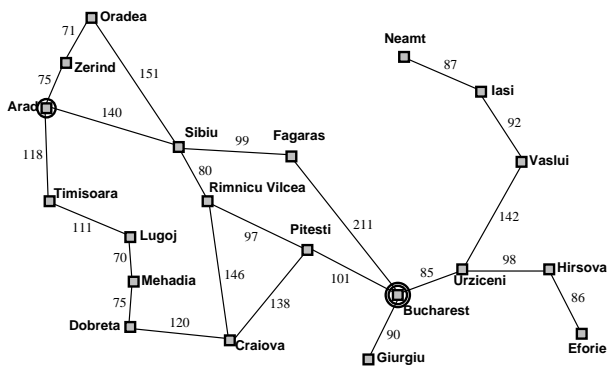 Oradea
71
Neamt
Zerind
87
75
151
Iasi
Arad
140
92
Sibiu
Fagaras
99
118
Vaslui
80
Timisoara
Rimnicu Vilcea
142
111
211
Lugoj
97
Pitesti
70
98
Hirsova
85
146
101
Urziceni
Mehadia
138
86
75
Bucharest
120
Dobreta
90
Craiova
Eforie
Giurgiu